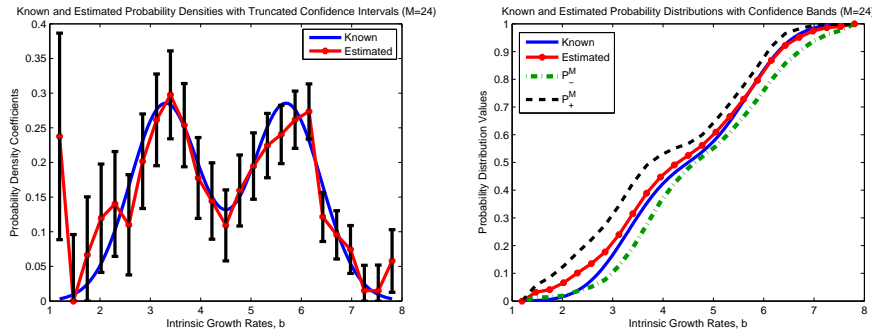 Known and Estimated Probability Densities with Truncated Confidence Intervals (M=24)
0.4
0.35
0.3
0.25
0.2
0.15
0.1
0.05
0
Probability Density Coefficients
Known
Estimated
1 2 3 4 5 6 7 8
Intrinsic Growth Rates, b
Known and Estimated Probability Distributions with Confidence Bands (M=24)
1
0.9
0.8
0.7
0.6
0.5
0.4
0.3
0.2
0.1
0
Probability Distribution Values
Known
Estimated
P_-^M
P_+^M
1 2 3 4 5 6 7 8
Intrinsic Growth Rates, b